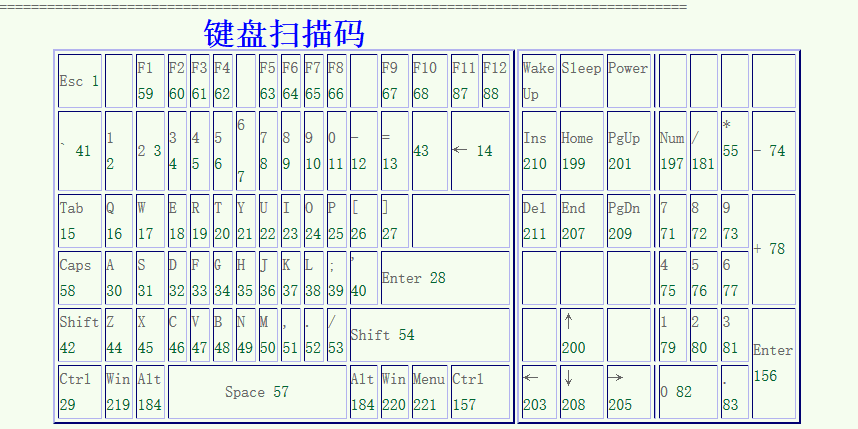 键盘扫描码
Esc 1 F1 F2 F3 F4 F5 F6 F7 F8 F9 F10 F11 F12 Wake Sleep Power
59 60 61 62 63 64 65 66 67 68 87 88 Up
` 41 1 2 3 3 4 5 6 7 8 9 0 - = 43 ← 14 Ins Home PgUp Num / * - 74
2 4 5 6 7 8 9 10 11 12 13 210 199 201 197 181 55
Tab Q W E R T Y U I O P [ ] Del End PgDn 7 8 9 + 78
15 16 17 18 19 20 21 22 23 24 25 26 27 211 207 209 71 72 73
Caps A S D F G H J K L ; ' Enter 28 4 5 6
58 30 31 32 33 34 35 36 37 38 39 40 75 76 77
Shift Z X C V B N M , . / Shift 54 ↑ 1 2 3 Enter
42 44 45 46 47 48 49 50 51 52 53 200 79 80 81 156
Ctrl Win Alt Space 57 Alt Win Menu Ctrl ← ↓ → 0 82 .
29 219 184 184 220 221 157 203 208 205 83